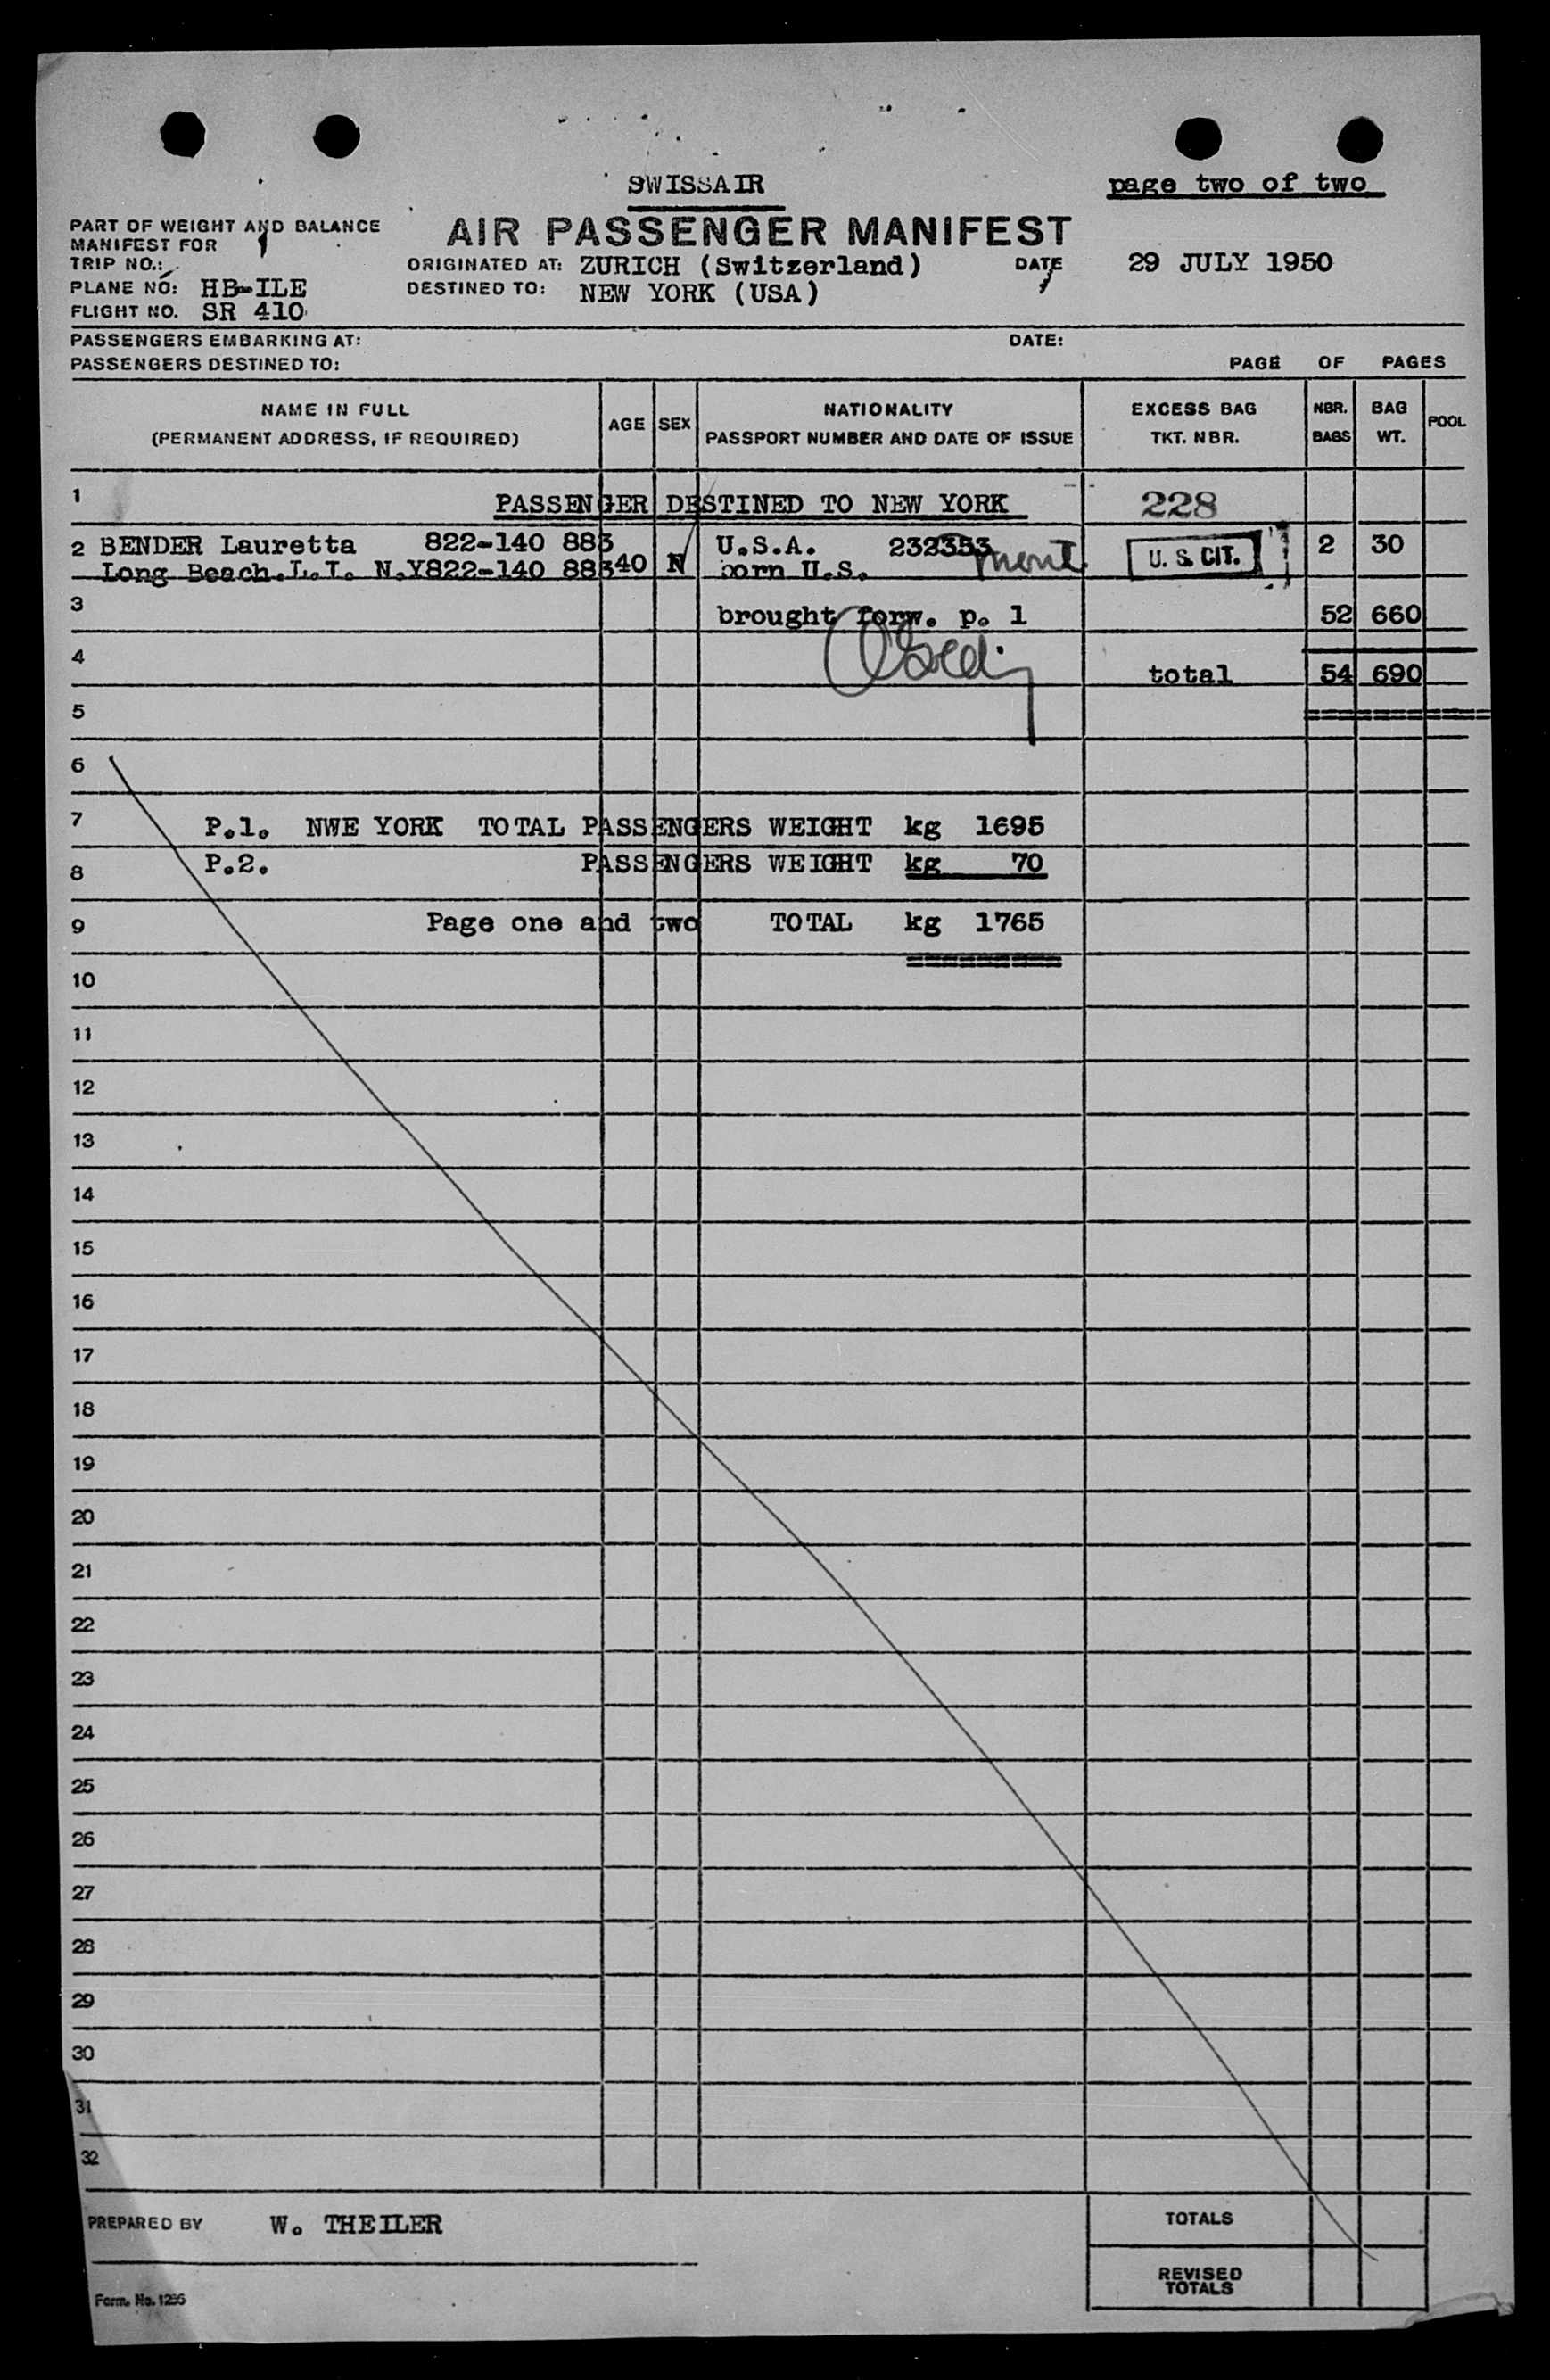 SWISSAIR
page two of two
PART OF WEIGHT AND BALANCE
MANIFEST FOR
AIR PASSENGER MANIFEST
TRIP NO.:
ORIGINATED AT: ZURICH (Switzerland) DATE 29 JULY 1950
PLANE NO: HB-ILE
DESTINED TO: NEW YORK (USA)
FLIGHT NO. SR 410
PASSENGERS EMBARKING AT: DATE:
PASSENGERS DESTINED TO: PAGE OF PAGES
NAME IN FULL
(PERMANENT ADDRESS, IF REQUIRED)
AGE SEX
NATIONALITY
PASSPORT NUMBER AND DATE OF ISSUE
EXCESS BAG
TKT. NBR.
NBR.
BAGS
BAG
WT.
POOL
1 PASSENGER DESTINED TO NEW YORK 228
2 BENDER Lauretta 822-140 883 U.S.A. 232353 U. S. CIT. 2 30
Long Beach.L.I. N.Y822-140 883 40 born U.S.
3 brought forw. p. 1 52 660
4 total 54 690
5
6
7 P.1. NWE YORK TOTAL PASSENGERS WEIGHT kg 1695
8 P.2. PASSENGERS WEIGHT kg 70
9 Page one and two TOTAL kg 1765
10
11
12
13
14
15
16
17
18
19
20
21
22
23
24
25
26
27
28
29
30
31
32
PREPARED BY W. THEILER
TOTALS
REVISED
TOTALS
Form. No.